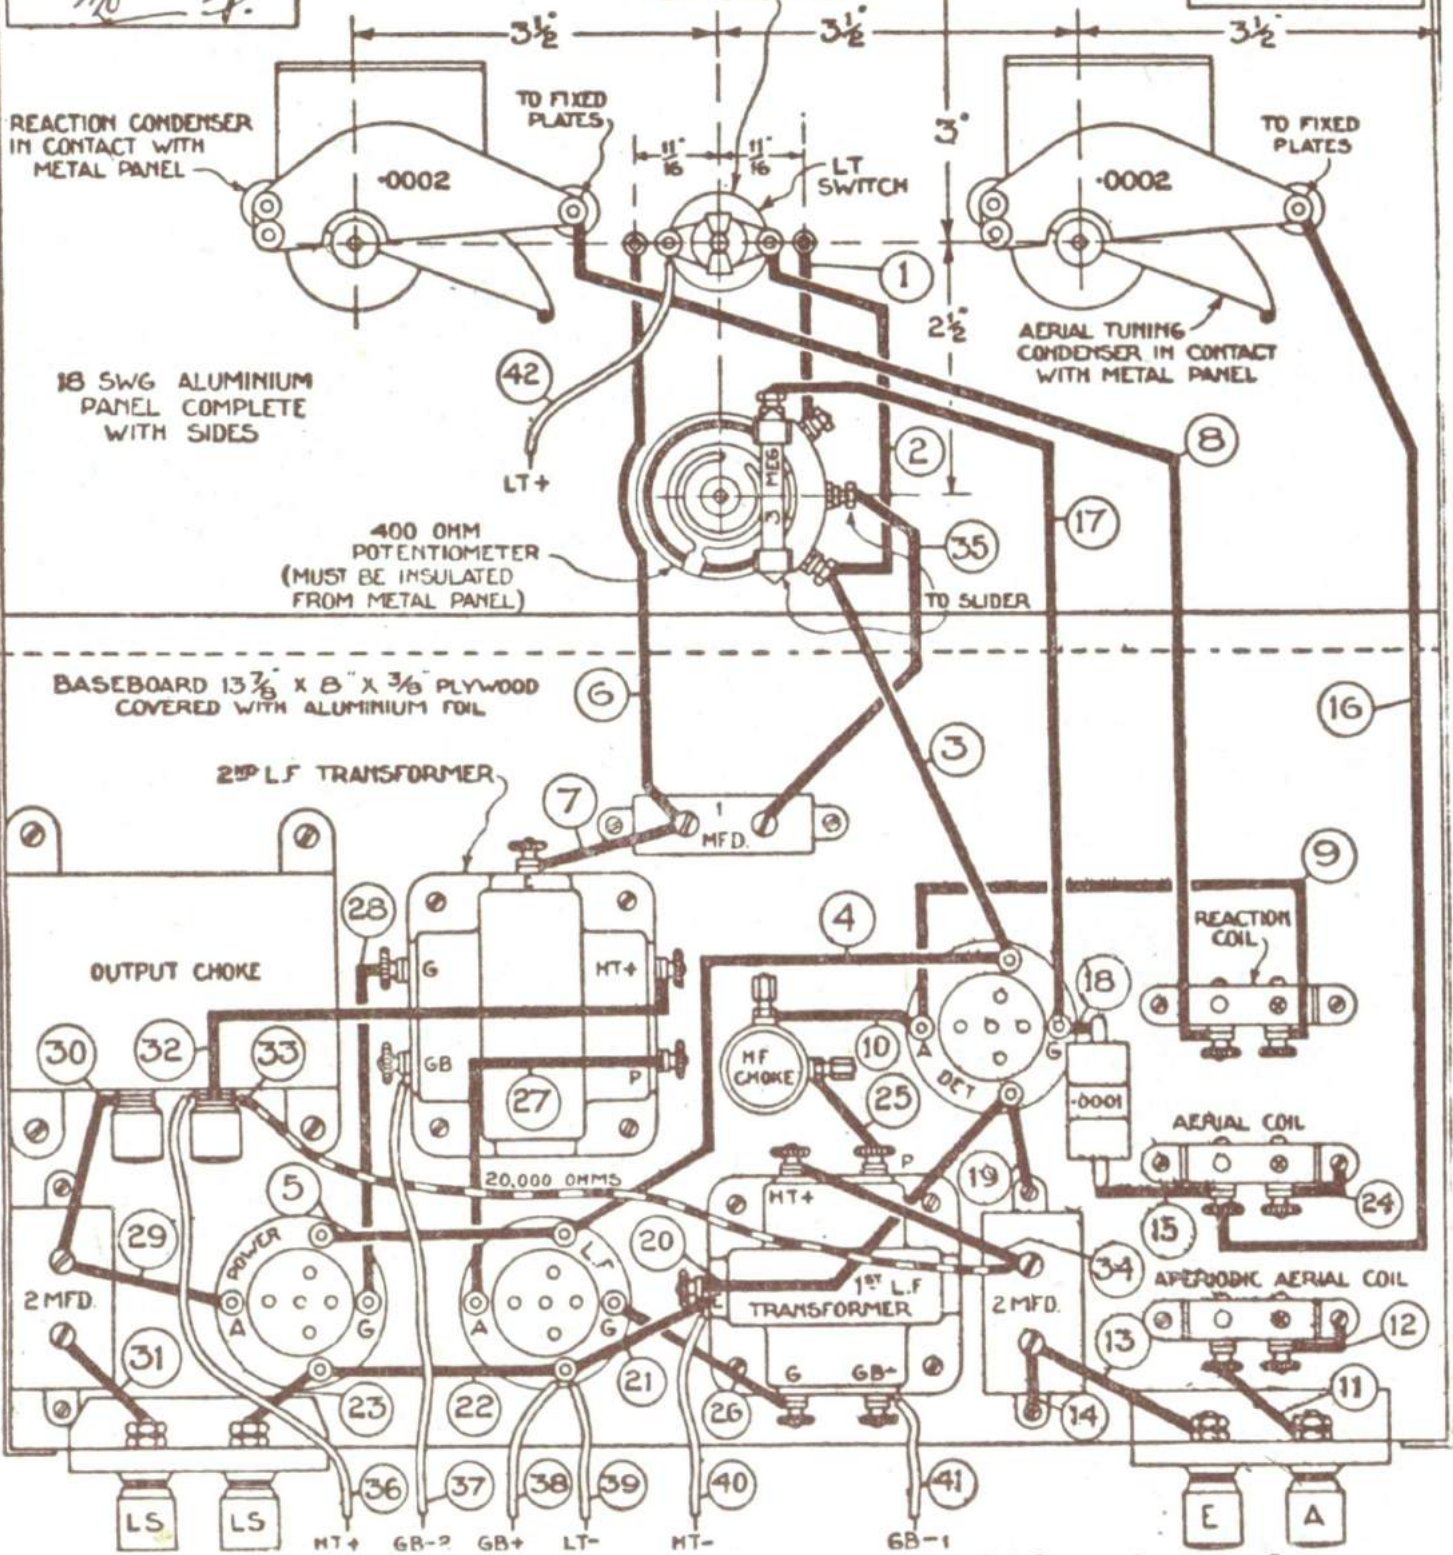 3½"
3½"
3½"
REACTION CONDENSER
IN CONTACT WITH
METAL PANEL
TO FIXED
PLATES
·0002
11/16"
11/16"
LT
SWITCH
3"
TO FIXED
PLATES
·0002
1
2½"
AERIAL TUNING
CONDENSER IN CONTACT
WITH METAL PANEL
18 SWG ALUMINIUM
PANEL COMPLETE
WITH SIDES
42
LT+
2
8
3 MEG
17
35
400 OHM
POTENTIOMETER
(MUST BE INSULATED
FROM METAL PANEL)
TO SLIDER
BASEBOARD 13⅞" X 8" X ⅜" PLYWOOD
COVERED WITH ALUMINIUM FOIL
6
16
3
2ND L.F TRANSFORMER
7
1
MFD.
9
28
4
E
REACTION
COIL
OUTPUT CHOKE
G
HT+
18
30
32
33
GB
P
27
HF
CHOKE
10
A
G
DET
25
·0001
AERIAL COIL
20,000 OHMS
P
HT+
19
15
24
5
29
POWER
L.F
20
34
APERIODIC AERIAL COIL
2 MFD.
A
G
A
G
E
1ST L.F
TRANSFORMER
2 MFD.
13
12
31
23
22
21
26
G
GB-
14
11
36
37
38
39
40
41
LS
LS
HT+
GB-2
GB+
LT-
HT-
GB-1
E
A